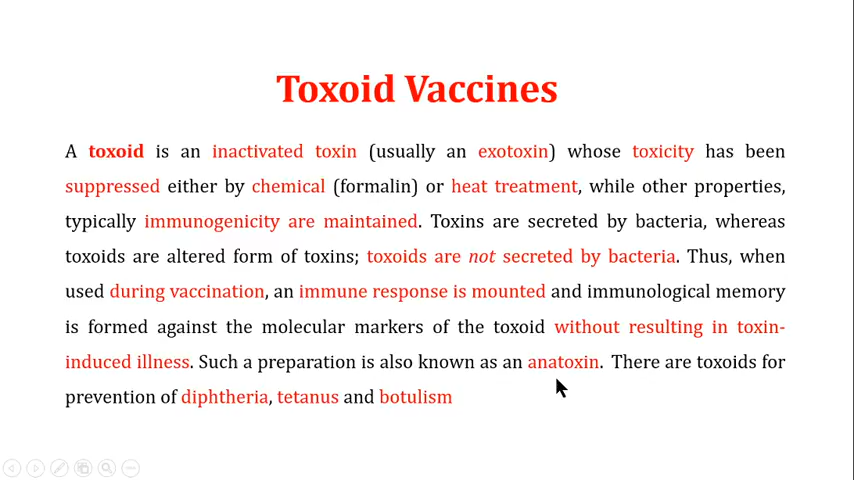 Toxoid Vaccines
A toxoid is an inactivated toxin (usually an exotoxin) whose toxicity has been
suppressed either by chemical (formalin) or heat treatment, while other properties,
typically immunogenicity are maintained. Toxins are secreted by bacteria, whereas
toxoids are altered form of toxins; toxoids are not secreted by bacteria. Thus, when
used during vaccination, an immune response is mounted and immunological memory
is formed against the molecular markers of the toxoid without resulting in toxin-
induced illness. Such a preparation is also known as an anatoxin. There are toxoids for
prevention of diphtheria, tetanus and botulism